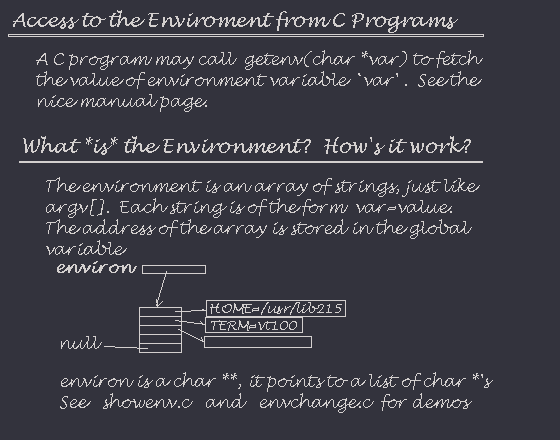 Access to the Enviroment from C Programs
A C program may call getenv(char *var) to fetch
the value of environment variable `var'. See the
nice manual page.
What *is* the Environment? How's it work?
The environment is an array of strings, just like
argv[]. Each string is of the form var=value.
The address of the array is stored in the global
variable
environ
HOME=/usr/lib215
TERM=vt100
null
environ is a char **, it points to a list of char *'s
See showenv.c and envchange.c for demos